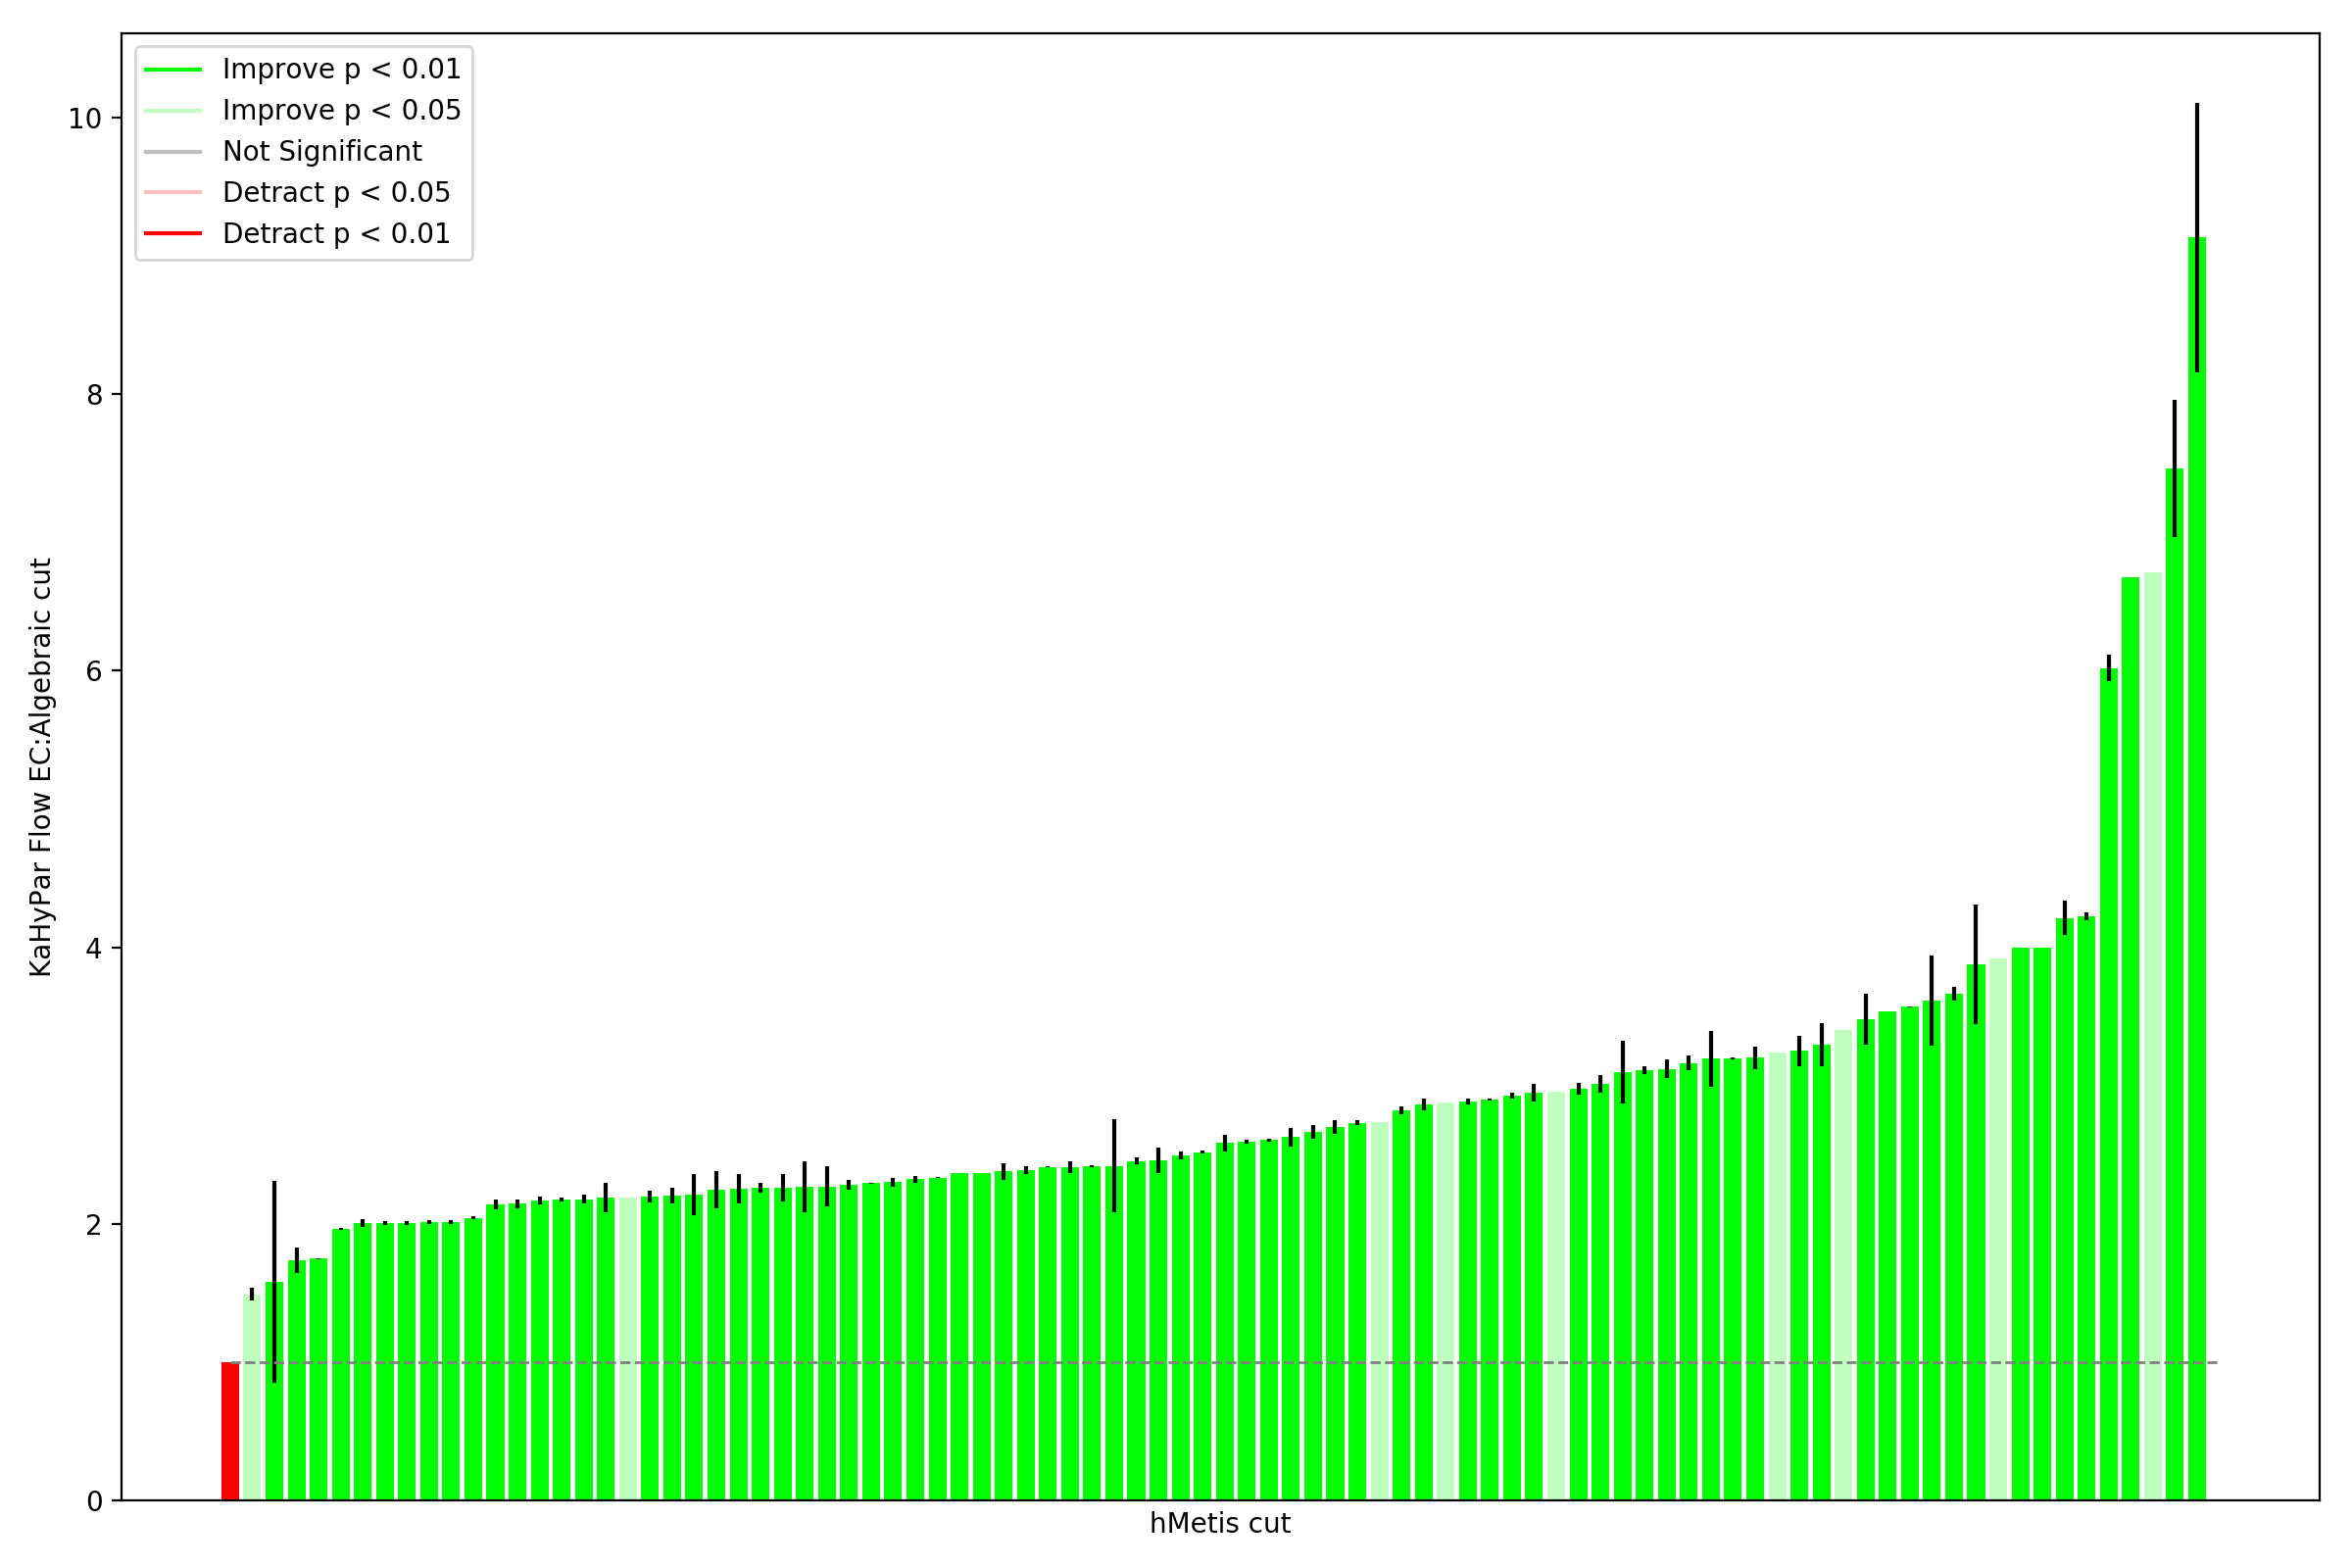 Improve p < 0.01
Improve p < 0.05
Not Significant
Detract p < 0.05
Detract p < 0.01
10
8
6
4
2
0
KaHyPar Flow EC:Algebraic cut
hMetis cut